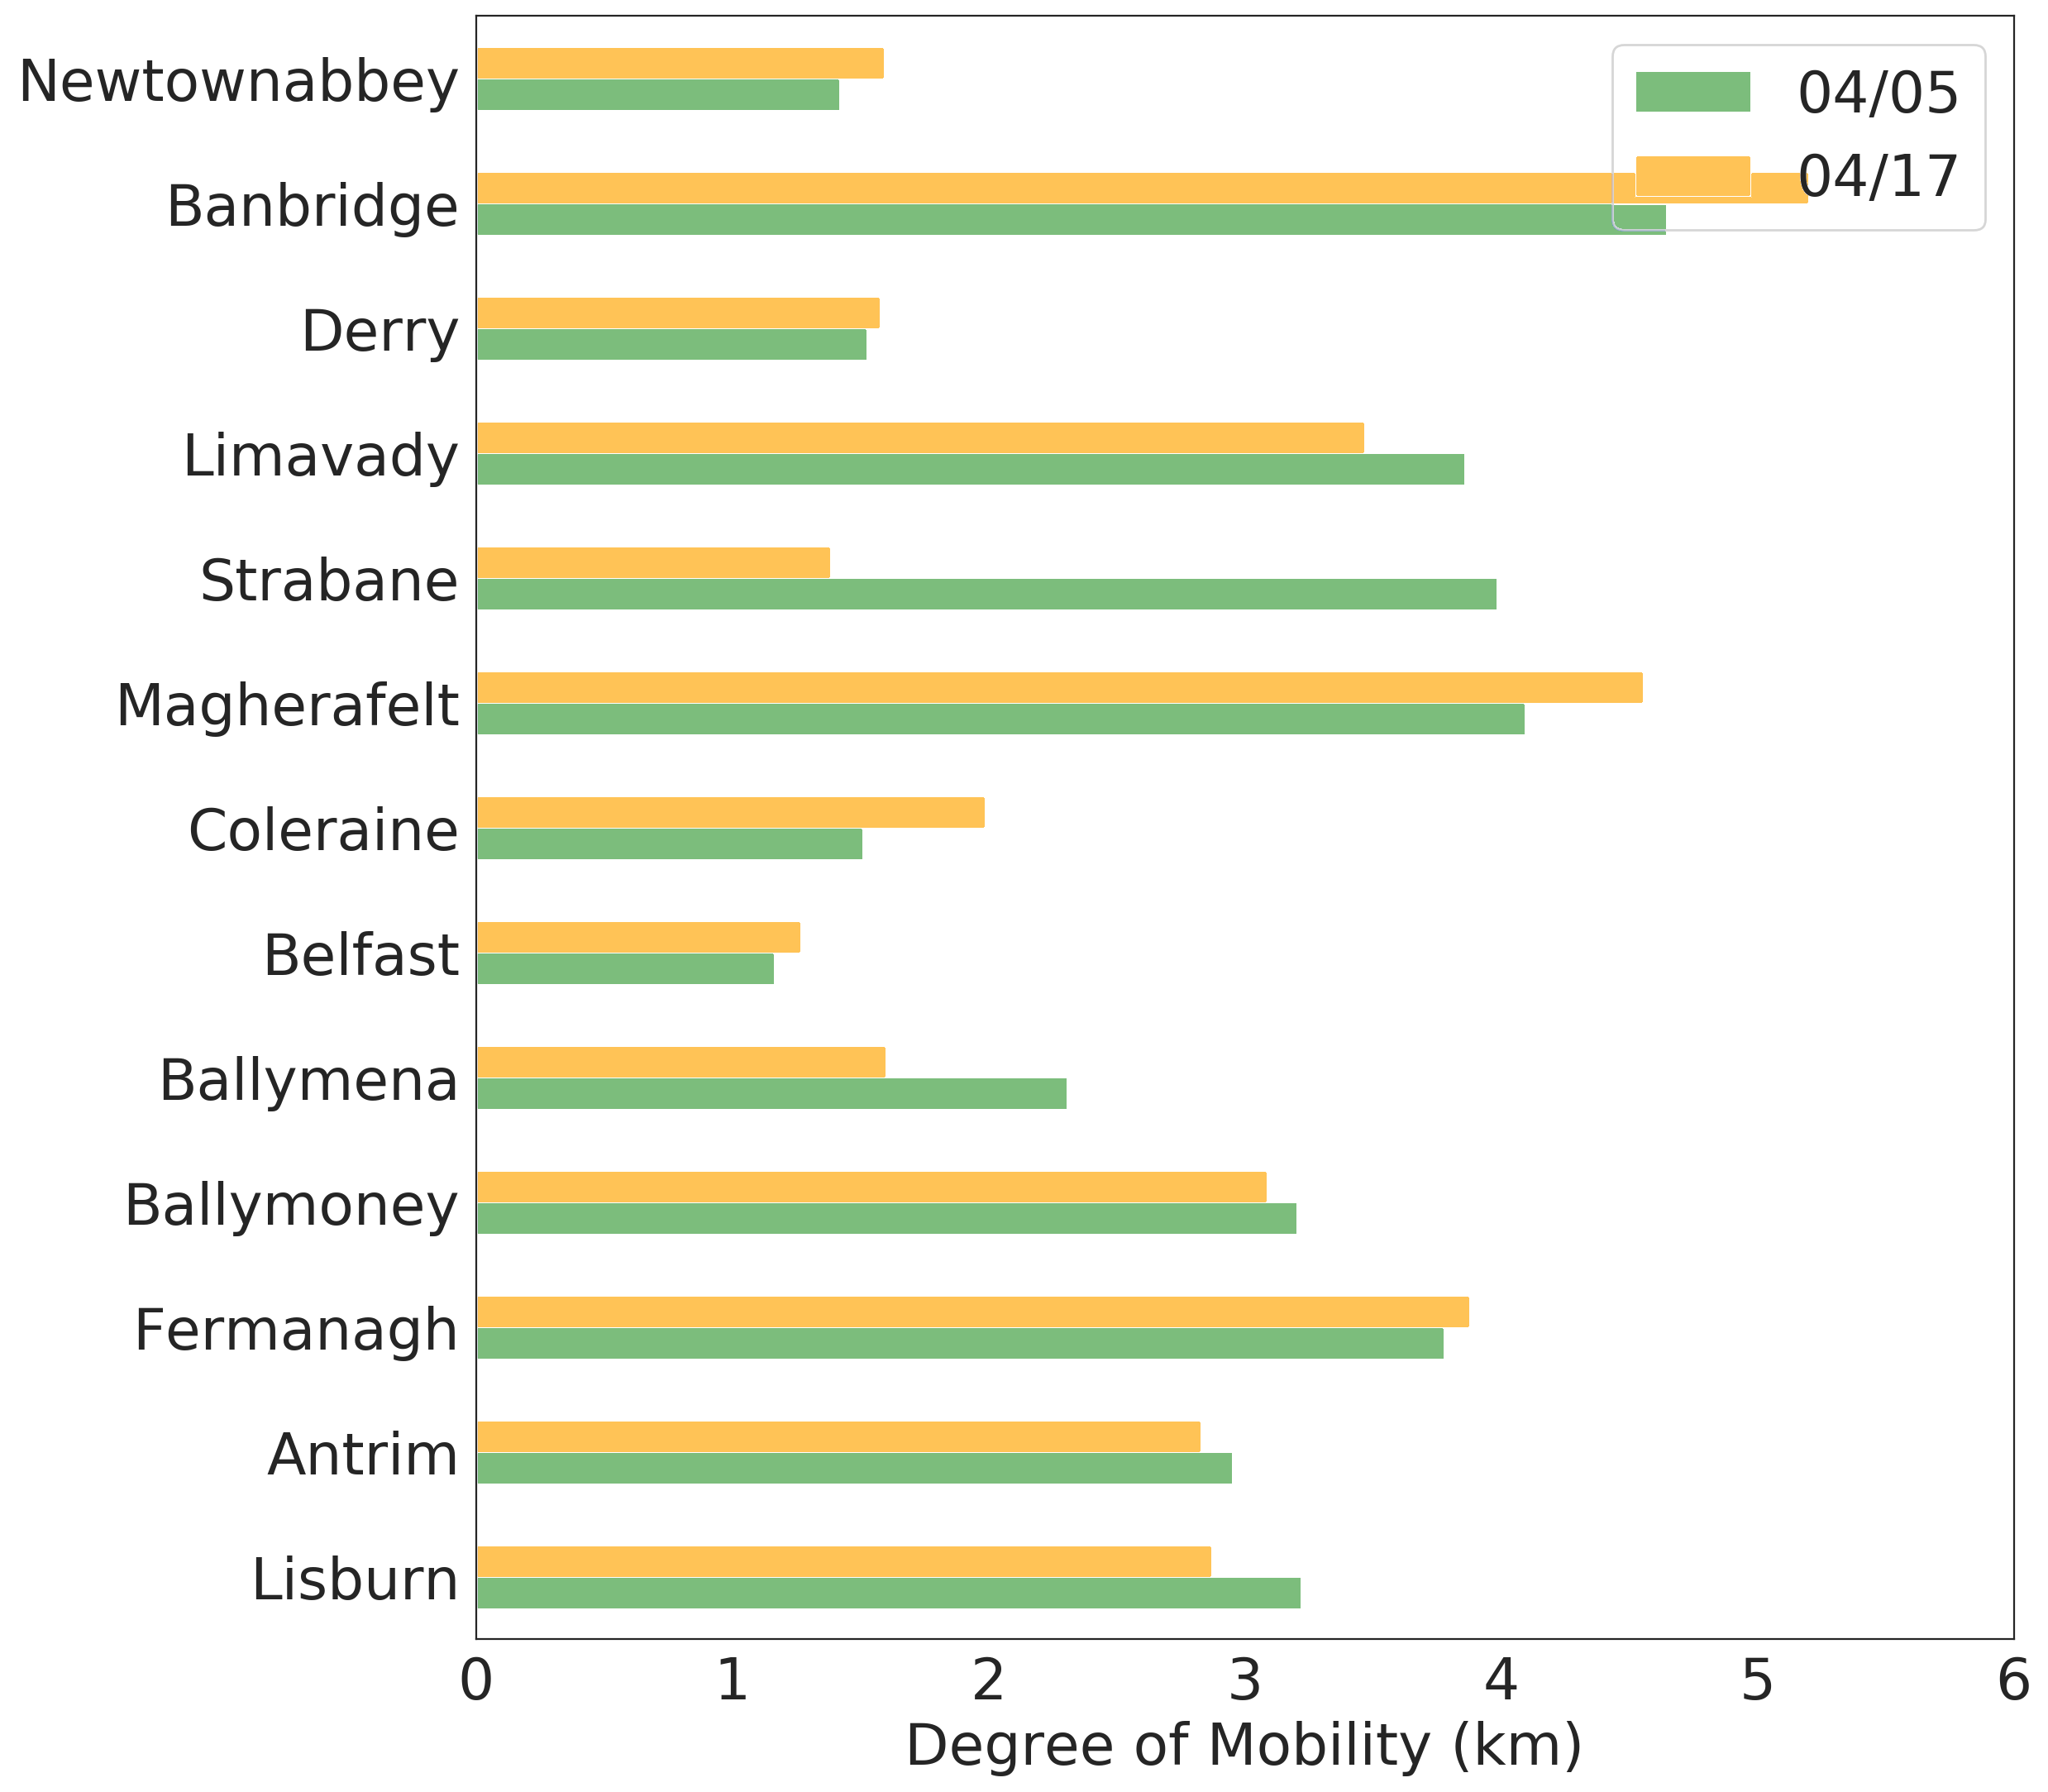 Newtownabbey
04/05
04/17
Banbridge
Derry
Limavady
Strabane
Magherafelt
Coleraine
Belfast
Ballymena
Ballymoney
Fermanagh
Antrim
Lisburn
0 1 2 3 4 5 6
Degree of Mobility (km)